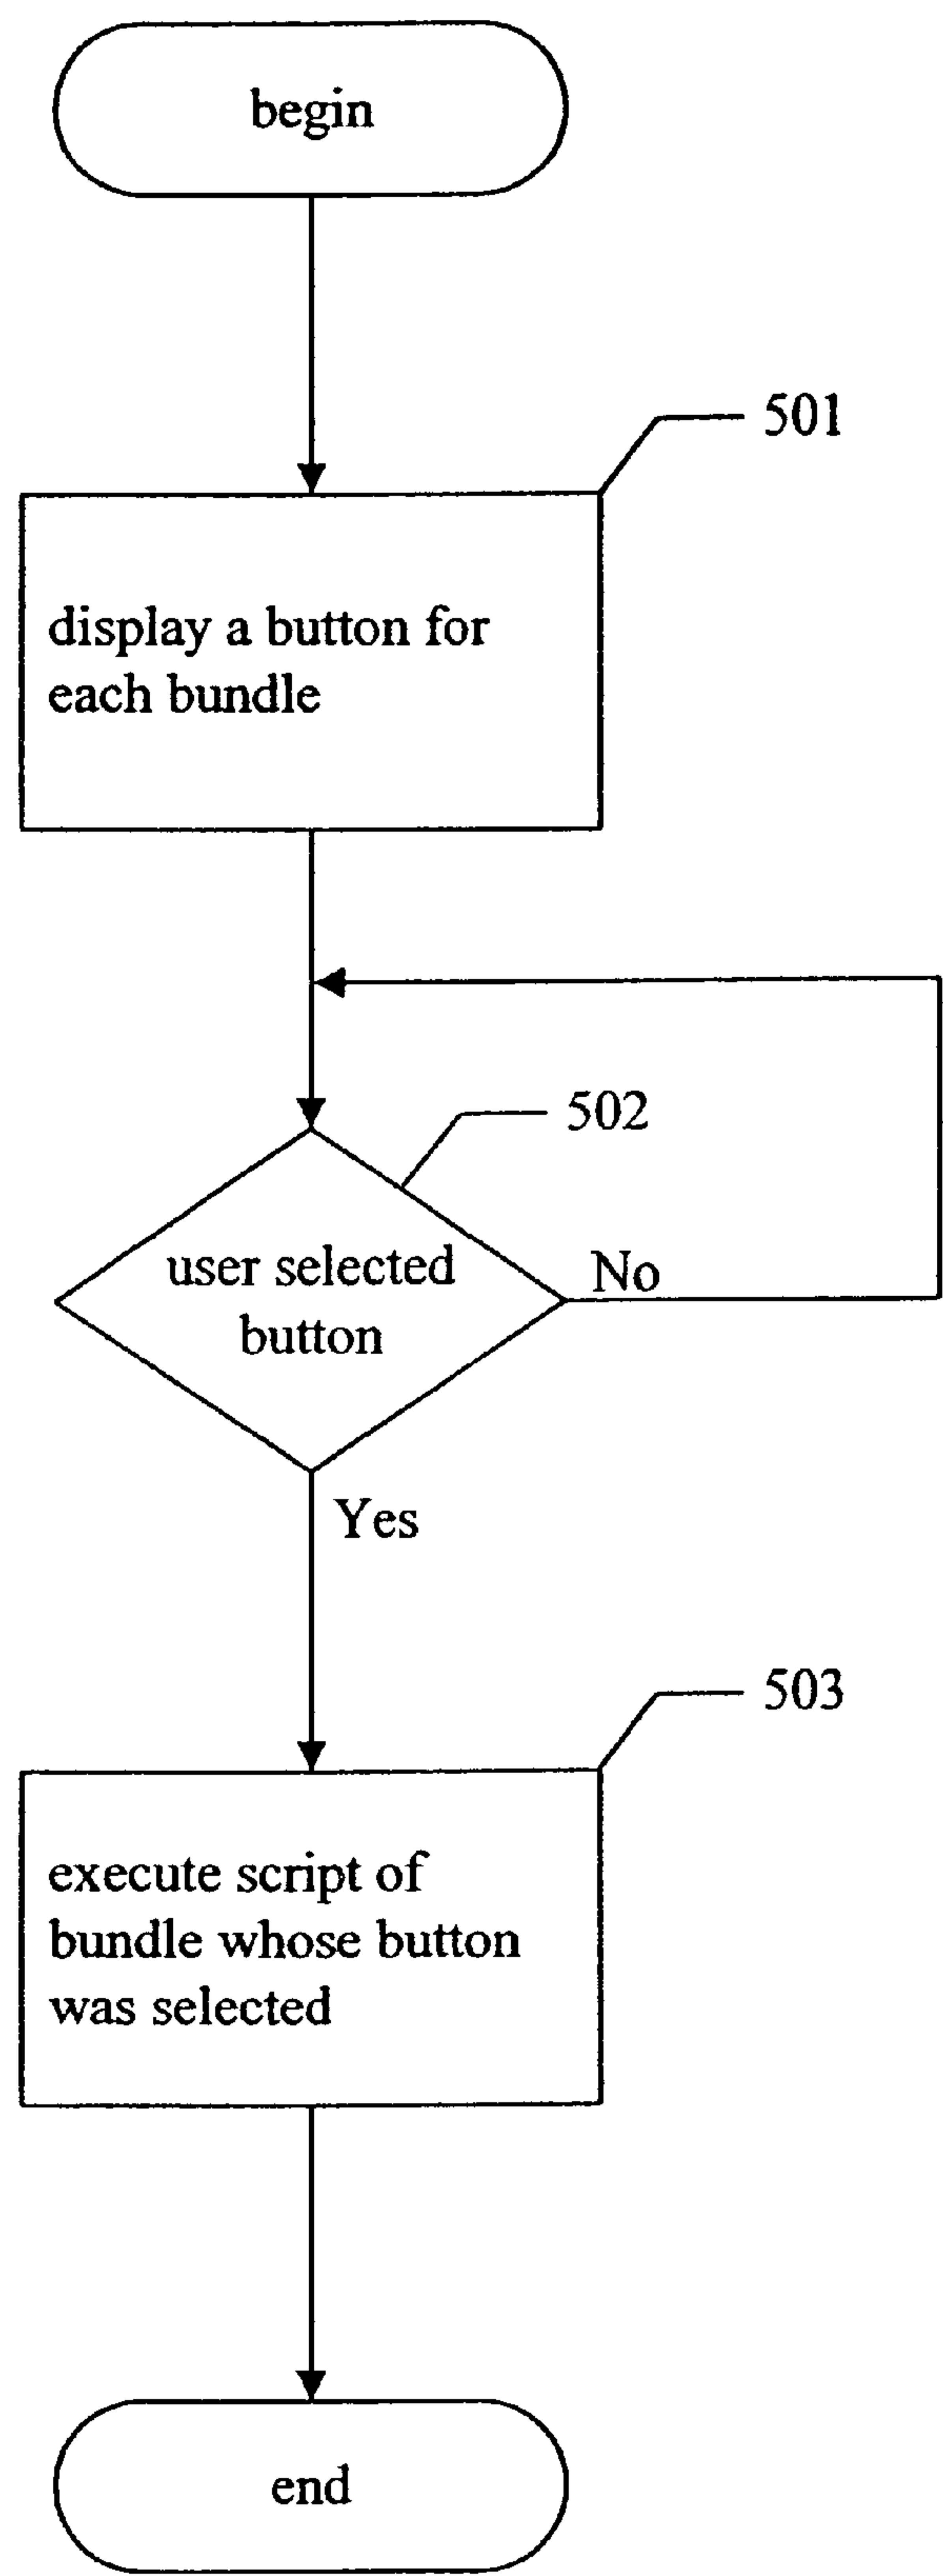 begin
501
display a button for
each bundle
502
user selected
button
No
Yes
503
execute script of
bundle whose button
was selected
end